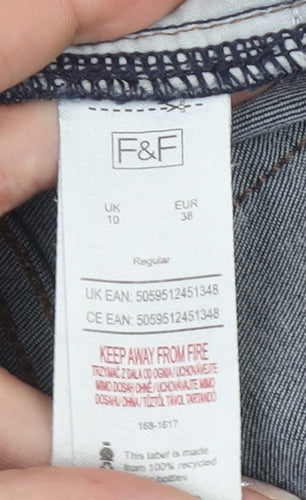 F&F
UK EUR
10 38
Regular
UK EAN: 5059512451348
CE EAN: 5059512451348
KEEP AWAY FROM FIRE
TRZYMAĆ Z DALA OD OGNIA/UCHOVÁVEJTE
MIMO DOSAH OHNĚ/UCHOVÁVAJTE MIMO
DOSAHU OHŇA/TŰZTŐL TÁVOL TARTANDÓ
168-1617
This label is made
from 100% recycled
bottles